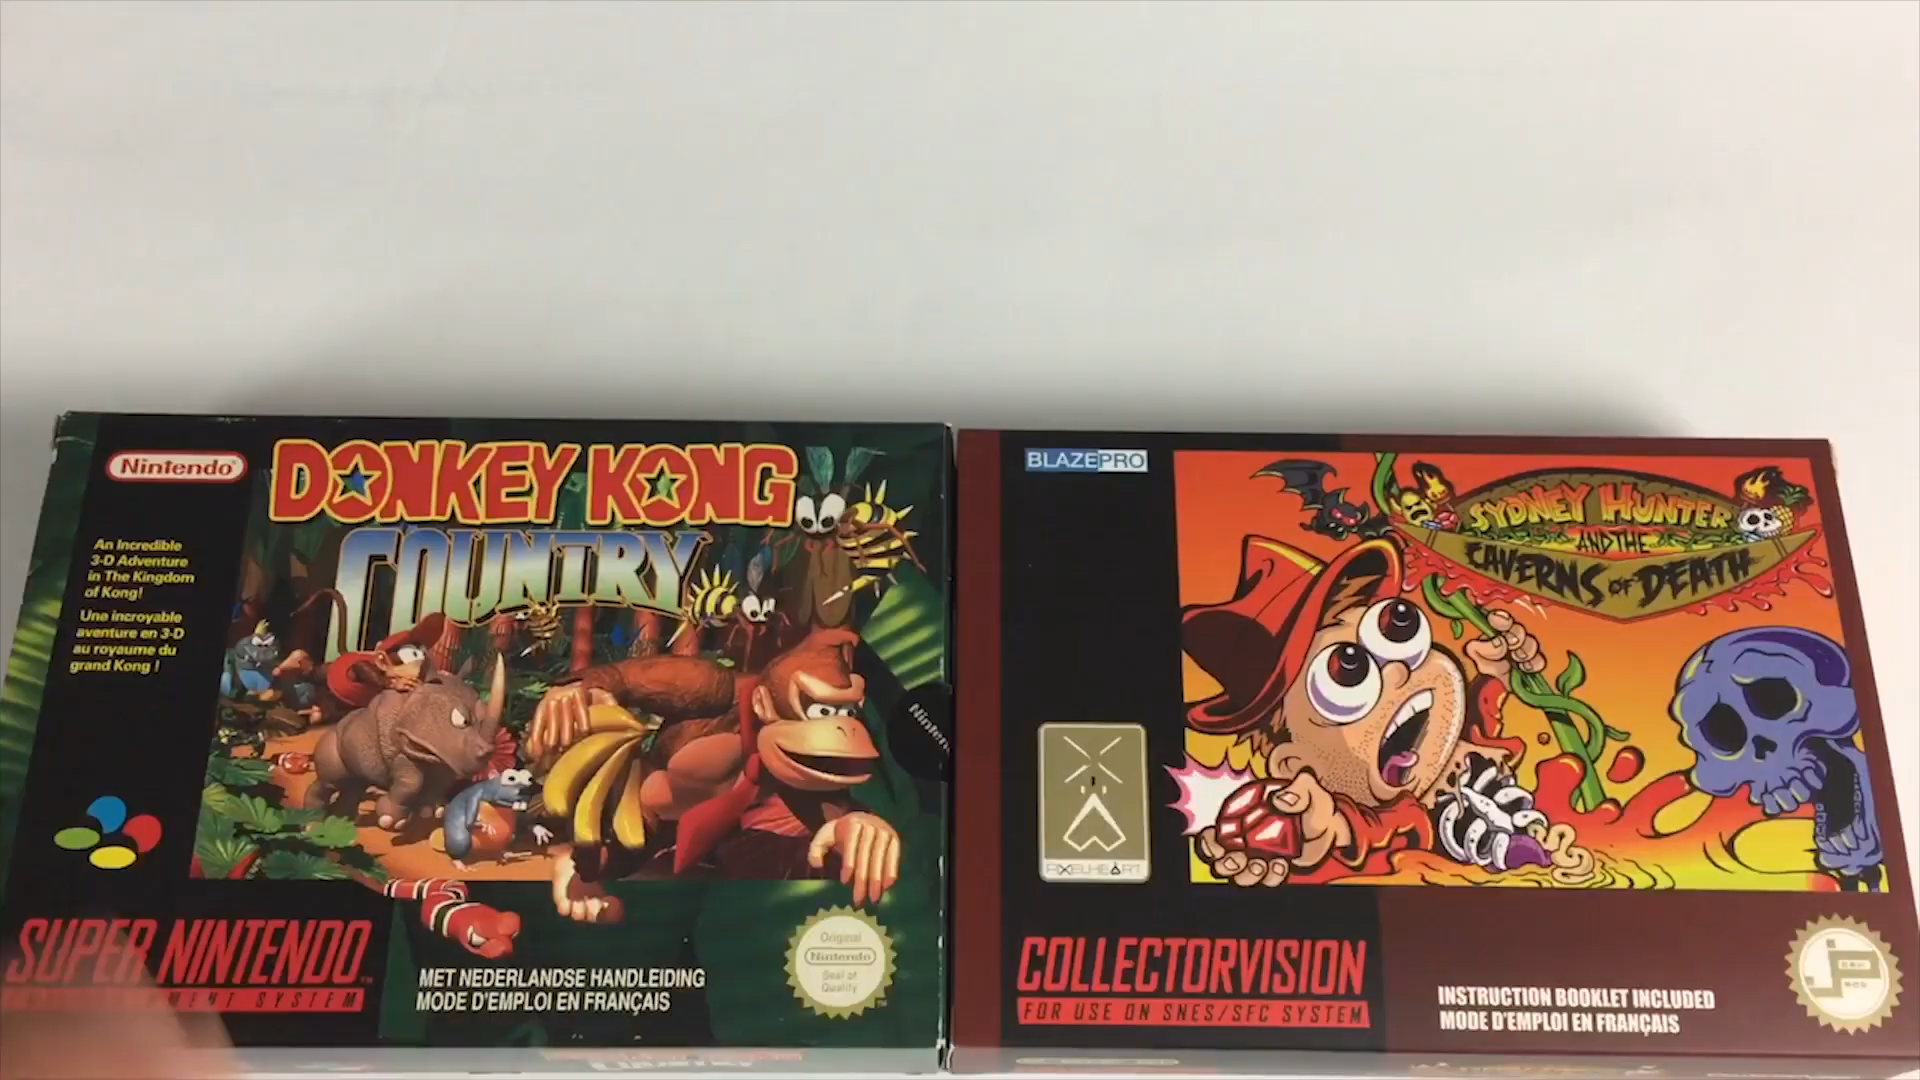 Nintendo
DONKEY KONG
COUNTRY
An Incredible
3-D Adventure
in The Kingdom
of Kong!
Une incroyable
aventure en 3-D
au royaume du
grand Kong !
SUPER NINTENDO
MET NEDERLANDSE HANDLEIDING
MODE D'EMPLOI EN FRANÇAIS
Original
Nintendo
Seal of
Quality
BLAZEPRO
SYDNEY HUNTER
AND THE
CAVERNS OF DEATH
PIXELHEART
COLLECTORVISION
FOR USE ON SNES/SFC SYSTEM
INSTRUCTION BOOKLET INCLUDED
MODE D'EMPLOI EN FRANÇAIS